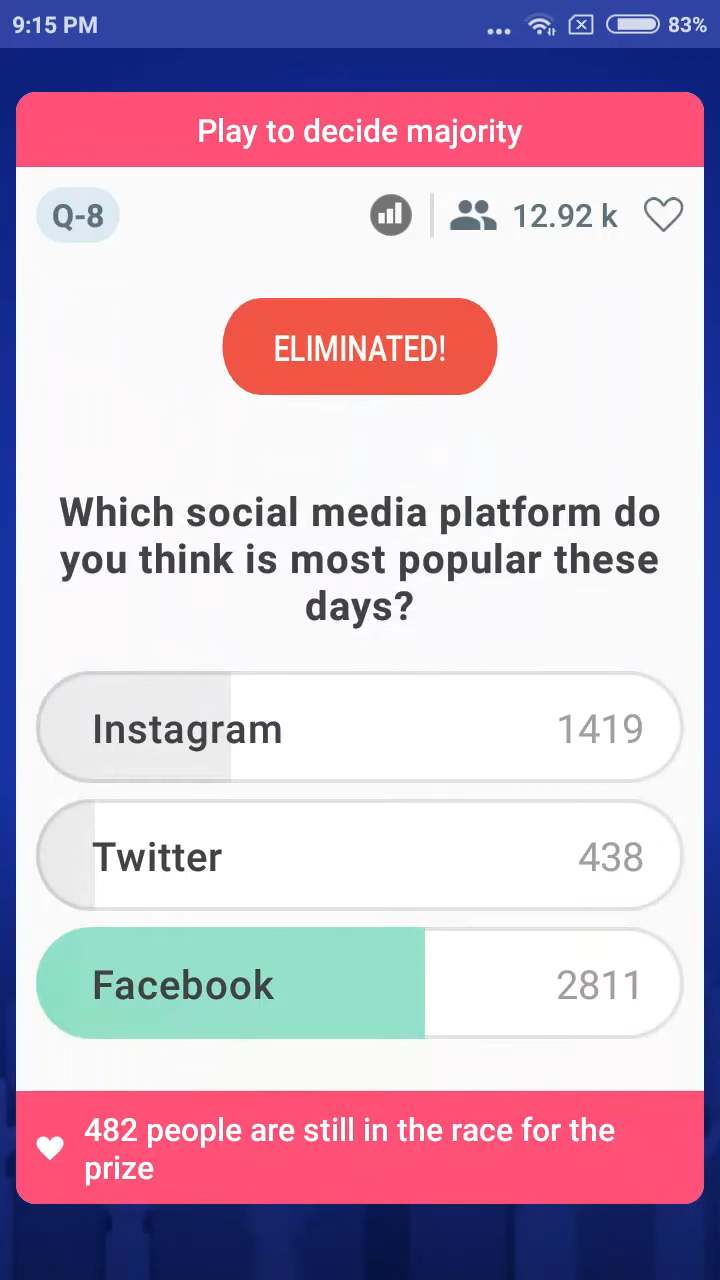 9:15 PM
83%
Play to decide majority
Q-8
12.92 k
ELIMINATED!
Which social media platform do
you think is most popular these
days?
Instagram 1419
Twitter 438
Facebook 2811
482 people are still in the race for the
prize